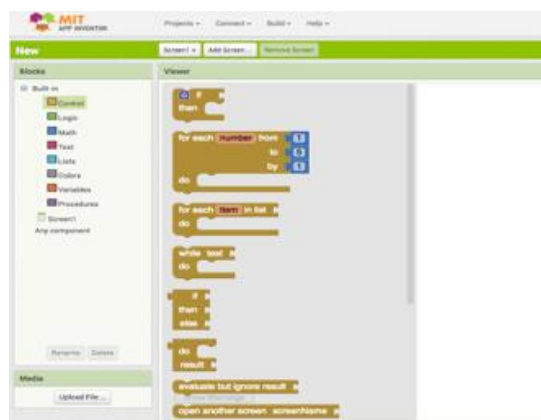 MIT
APP INVENTOR
Projects Connect Build Help
New
Screen1 Add Screen ... Remove Screen
Blocks
Viewer
Built-in
Control
Logic
Math
Text
Lists
Colors
Variables
Procedures
Screen1
Any component
Rename Delete
Media
Upload File ...
if
then
for each number from 1
to 5
by 1
do
for each item in list
do
while test
do
if
then
else
do
result
evaluate but ignore result
open another screen screenName